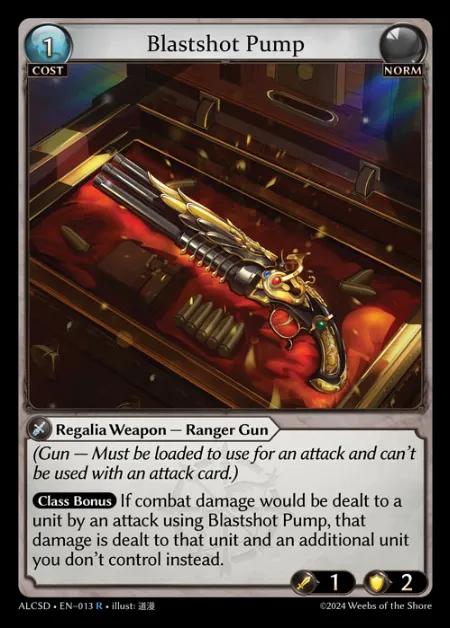 1
Blastshot Pump
COST
NORM
Regalia Weapon — Ranger Gun
(Gun — Must be loaded to use for an attack and can't
be used with an attack card.)
Class Bonus If combat damage would be dealt to a
unit by an attack using Blastshot Pump, that
damage is dealt to that unit and an additional unit
you don't control instead.
1
2
ALCSD • EN-013 R • illust: 道漫
©2024 Weebs of the Shore